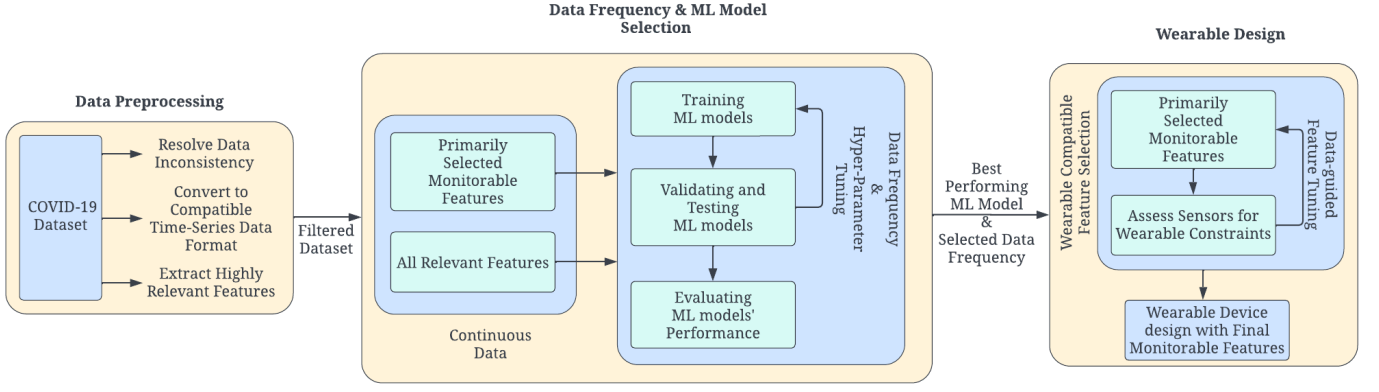 Data Preprocessing
COVID-19
Dataset
Resolve Data
Inconsistency
Convert to
Compatible
Time-Series Data
Format
Extract Highly
Relevant Features
Filtered
Dataset
Data Frequency & ML Model
Selection
Primarily
Selected
Monitorable
Features
All Relevant Features
Continuous
Data
Training
ML models
Validating and
Testing
ML models
Evaluating
ML models'
Performance
Data Frequency
&
Hyper-Parameter
Tuning
Best
Performing
ML Model
&
Selected Data
Frequency
Wearable Design
Wearable Compatible
Feature Selection
Primarily
Selected
Monitorable
Features
Assess Sensors for
Wearable Constraints
Data-guided
Feature Tuning
Wearable Device
design with Final
Monitorable Features